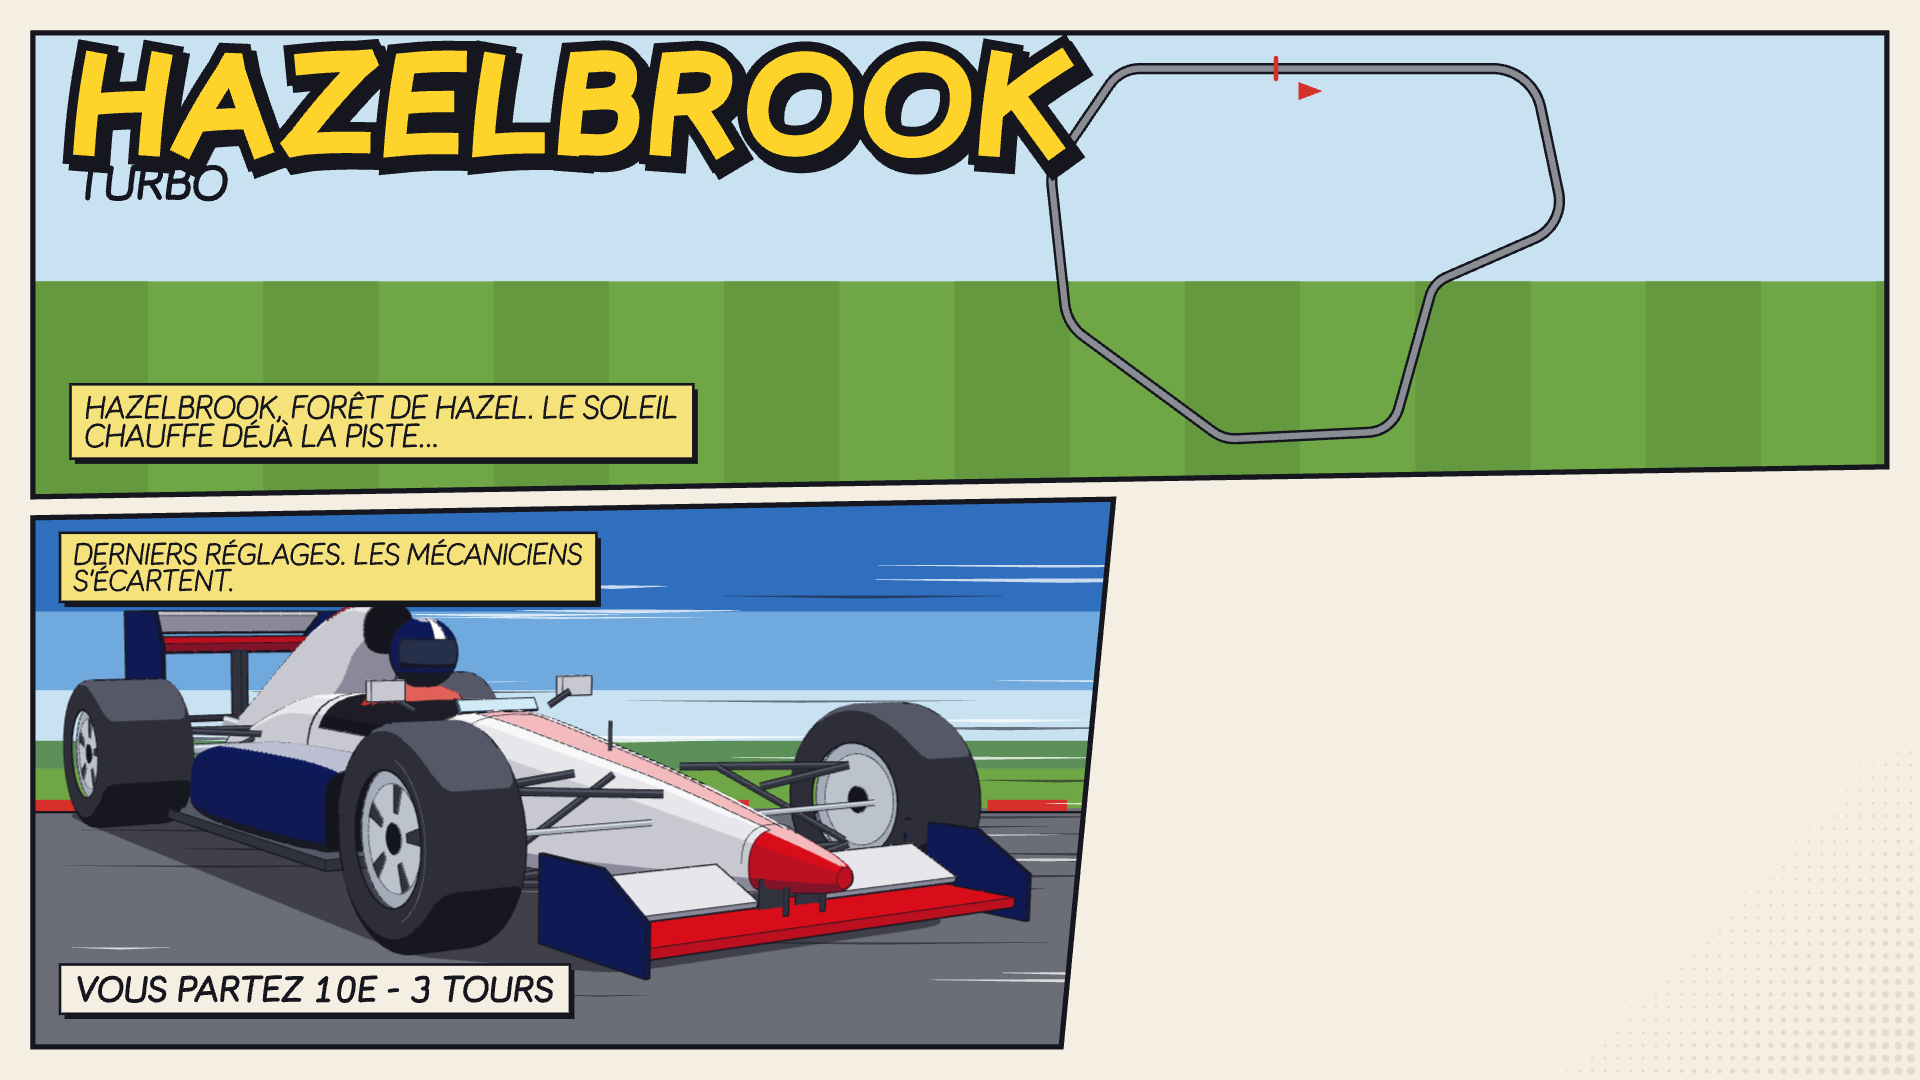 HAZELBROOK
TURBO
HAZELBROOK, FORÊT DE HAZEL. LE SOLEIL
CHAUFFE DÉJÀ LA PISTE...
DERNIERS RÉGLAGES. LES MÉCANICIENS
S'ÉCARTENT.
VOUS PARTEZ 10E - 3 TOURS